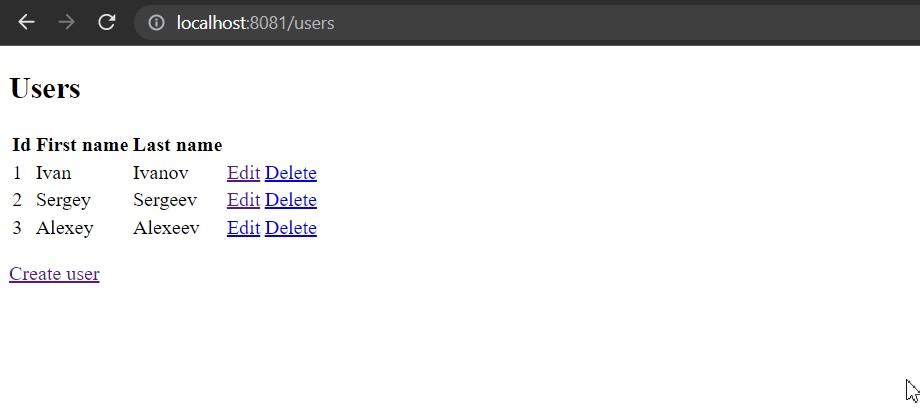 localhost:8081/users
Users
Id First name Last name
1 Ivan Ivanov Edit Delete
2 Sergey Sergeev Edit Delete
3 Alexey Alexeev Edit Delete
Create user